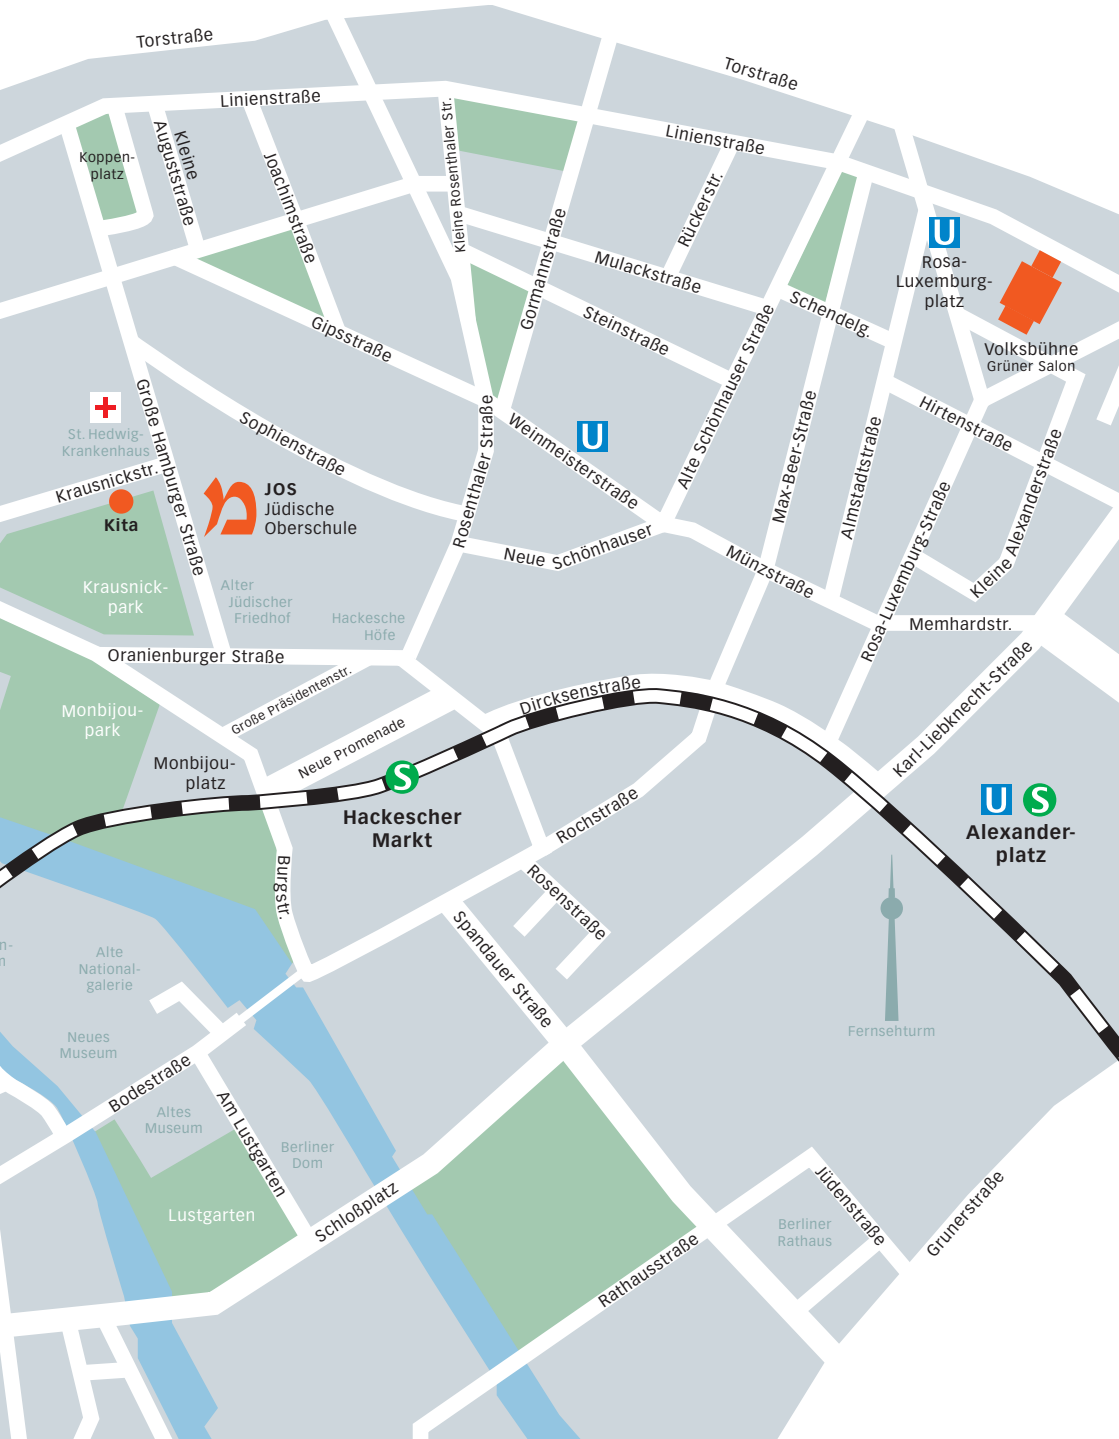 Torstraße
Torstraße
Linienstraße
Linienstraße
Koppen-
platz
Kleine
Auguststraße
Joachimstraße
Kleine Rosenthaler Str.
Rückerstr.
Gormannstraße
Mulackstraße
Steinstraße
Schendelg.
U
Rosa-
Luxemburg-
platz
Volksbühne
Grüner Salon
Gipsstraße
Große Hamburger Straße
Sophienstraße
Rosenthaler Straße
Weinmeisterstraße
U
Alte Schönhauser Straße
Max-Beer-Straße
Almstadtstraße
Hirtenstraße
Rosa-Luxemburg-Straße
Kleine Alexanderstraße
St. Hedwig-
Krankenhaus
Krausnickstr.
Kita
JOS
Jüdische
Oberschule
Neue Schönhauser
Münzstraße
Memhardstr.
Krausnick-
park
Alter
Jüdischer
Friedhof
Hackesche
Höfe
Oranienburger Straße
Große Präsidentenstr.
Neue Promenade
Dircksenstraße
Karl-Liebknecht-Straße
Monbijou-
park
Monbijou-
platz
S
Hackescher
Markt
U S
Alexander-
platz
Rochstraße
Rosenstraße
Burgstr.
Spandauer Straße
Fernsehturm
n-
m
Alte
National-
galerie
Neues
Museum
Bodestraße
Altes
Museum
Am Lustgarten
Berliner
Dom
Lustgarten
Schloßplatz
Rathausstraße
Jüdenstraße
Berliner
Rathaus
Grunerstraße